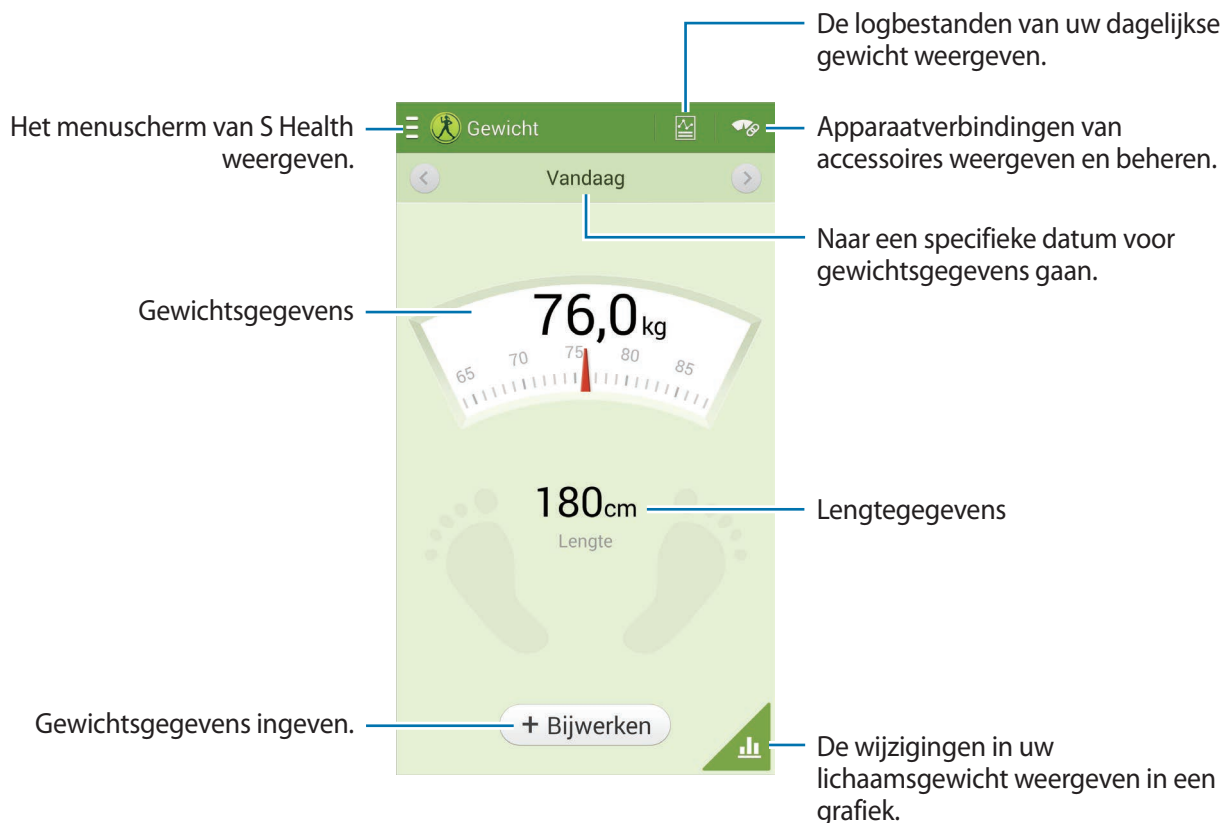 De logbestanden van uw dagelijkse
gewicht weergeven.
Het menuscherm van S Health
weergeven.
Gewicht
Apparaatverbindingen van
accessoires weergeven en beheren.
Vandaag
Naar een specifieke datum voor
gewichtsgegevens gaan.
Gewichtsgegevens
76,0 kg
65 70 75 80 85
180cm
Lengte
Lengtegegevens
Gewichtsgegevens ingeven.
+ Bijwerken
De wijzigingen in uw
lichaamsgewicht weergeven in een
grafiek.